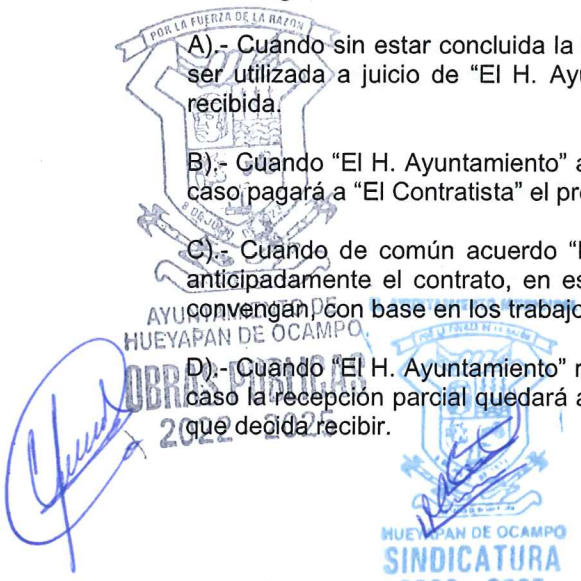 POR LA FUERZA DE LA RAZON
A).- Cuando sin estar concluida la
ser utilizada a juicio de “El H. Ayu
recibida.
B).- Cuando “El H. Ayuntamiento” a
caso pagará a “El Contratista” el pre
C).- Cuando de común acuerdo “
anticipadamente el contrato, en es
convengan, con base en los trabajo
D).- Cuando “El H. Ayuntamiento” r
caso la recepción parcial quedará a
que decida recibir.
AYUNTAMIENTO DE
HUEYAPAN DE OCAMPO
OBRAS PUBLICAS
2022 - 2025
HUEYAPAN DE OCAMPO
SINDICATURA